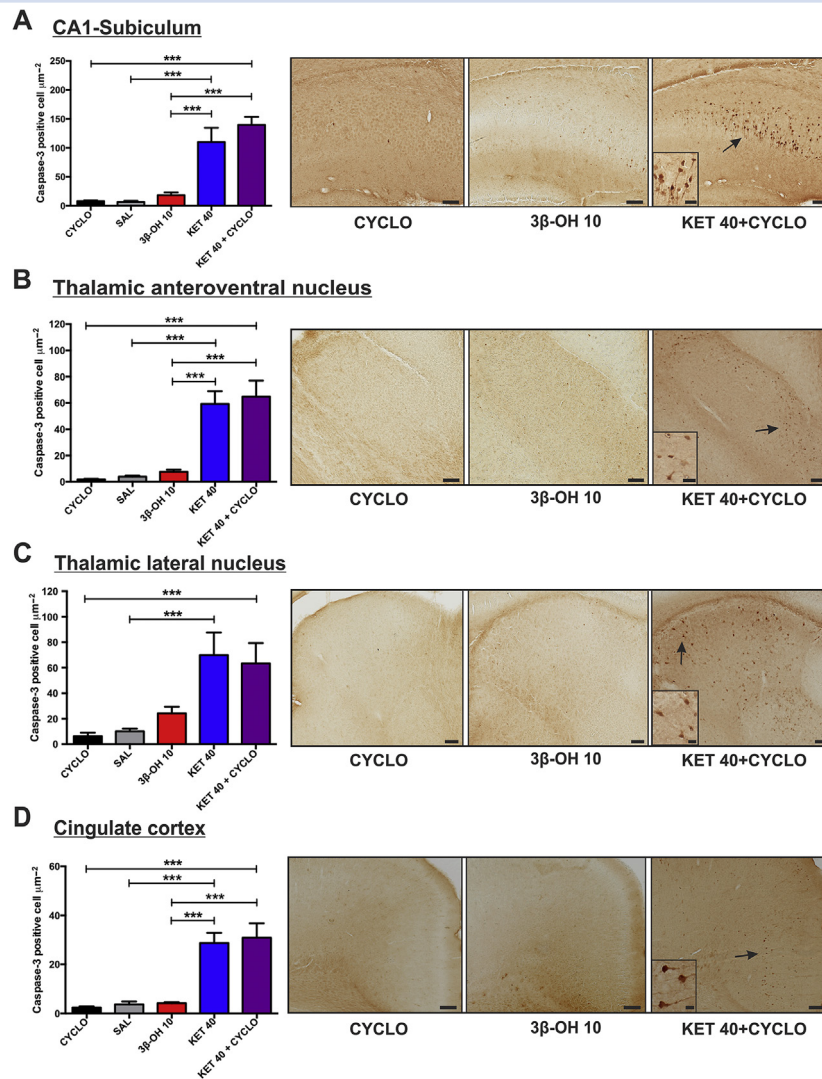 A CA1-Subiculum
Caspase-3 positive cell µm−2
250
200
150
100
50
0
***
***
***
***
CYCLO
SAL
3β-OH 10
KET 40
KET 40 + CYCLO
CYCLO 3β-OH 10 KET 40+CYCLO
B Thalamic anteroventral nucleus
Caspase-3 positive cell µm−2
120
100
80
60
40
20
0
***
***
***
***
CYCLO
SAL
3β-OH 10
KET 40
KET 40 + CYCLO
CYCLO 3β-OH 10 KET 40+CYCLO
C Thalamic lateral nucleus
Caspase-3 positive cell µm−2
120
100
80
60
40
20
0
***
***
CYCLO
SAL
3β-OH 10
KET 40
KET 40 + CYCLO
CYCLO 3β-OH 10 KET 40+CYCLO
D Cingulate cortex
Caspase-3 positive cell µm−2
60
40
20
0
***
***
***
***
CYCLO
SAL
3β-OH 10
KET 40
KET 40 + CYCLO
CYCLO 3β-OH 10 KET 40+CYCLO